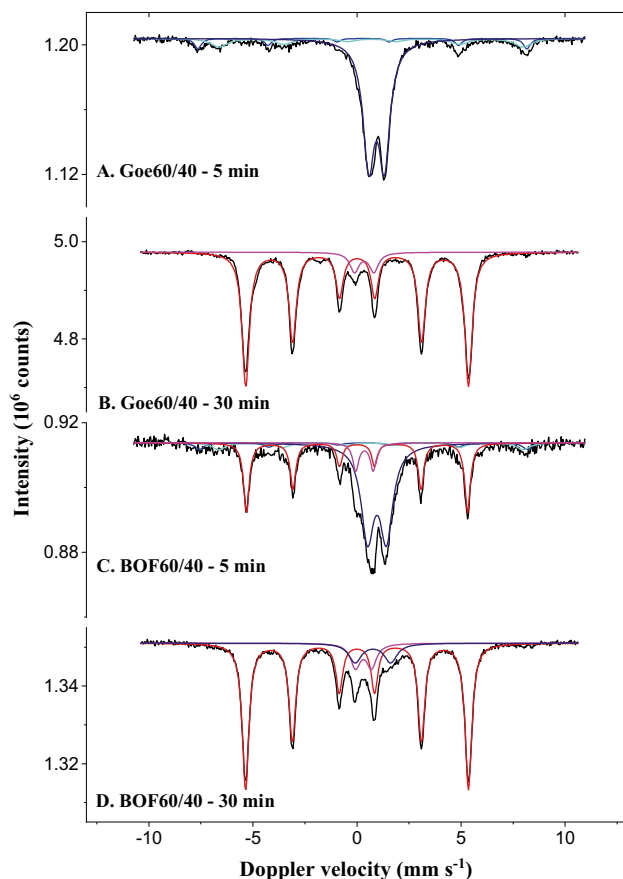 1.20
1.12
A. Goe60/40 - 5 min
5.0
4.8
B. Goe60/40 - 30 min
0.92
0.88
C. BOF60/40 - 5 min
1.34
1.32
D. BOF60/40 - 30 min
-10 -5 0 5 10
Doppler velocity (mm s⁻¹)
Intensity (10⁶ counts)